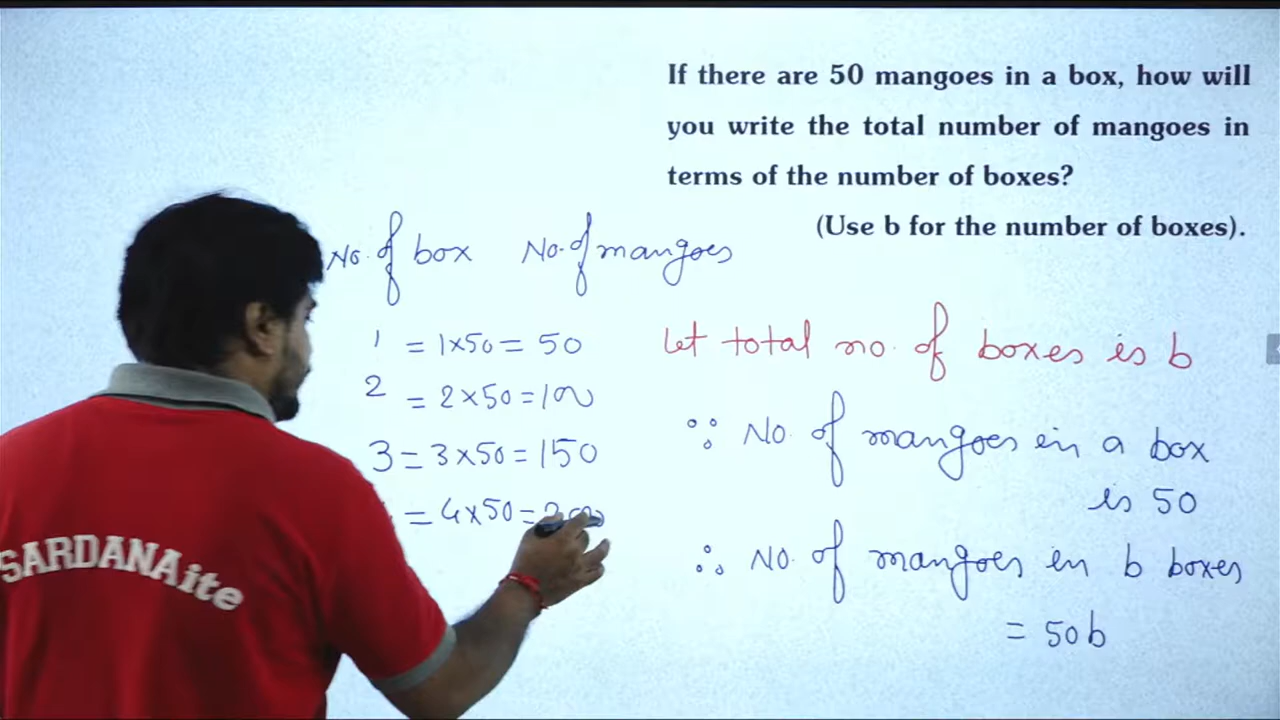 If there are 50 mangoes in a box, how will
you write the total number of mangoes in
terms of the number of boxes?
(Use b for the number of boxes).
No. of box No. of mangoes
1 = 1×50 = 50
2 = 2×50 = 100
3 = 3×50 = 150
= 4×50 = 200
let total no. of boxes is b
∵ No. of mangoes in a box
is 50
∴ No. of mangoes in b boxes
= 50b
SARDANAite